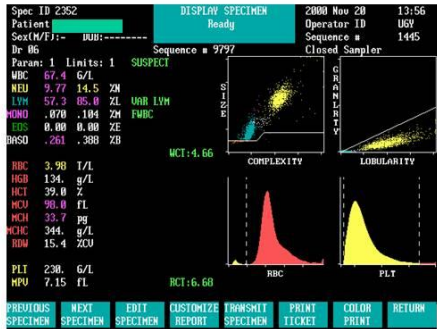 Spec ID 2352 DISPLAY SPECIMEN 2000 Nov 20 13:56
Patient Ready Operator ID UGY
Sex(M/F):- DOB:-------- Sequence # 1445
Dr 06 Sequence # 9797 Closed Sampler
Param: 1 Limits: 1 SUSPECT
WBC 67.4 G/L
NEU 9.77 14.5 %N
LYM 57.3 85.0 %L VAR LYM
MONO .070 .104 %M FWBC
EOS 0.00 0.00 %E
BASO .261 .388 %B
WCT:4.66
SIZE
COMPLEXITY
GRANLRTY
LOBULARITY
RBC 3.98 T/L
HGB 134. g/L
HCT 39.0 %
MCV 98.0 fL
MCH 33.7 pg
MCHC 344. g/L
RDW 15.4 %CV
PLT 230. G/L
MPV 7.15 fL RCT:6.68
RBC
PLT
PREVIOUS SPECIMEN
NEXT SPECIMEN
EDIT SPECIMEN
CUSTOMIZE REPORT
TRANSMIT SPECIMEN
PRINT TICKET
COLOR PRINT
RETURN